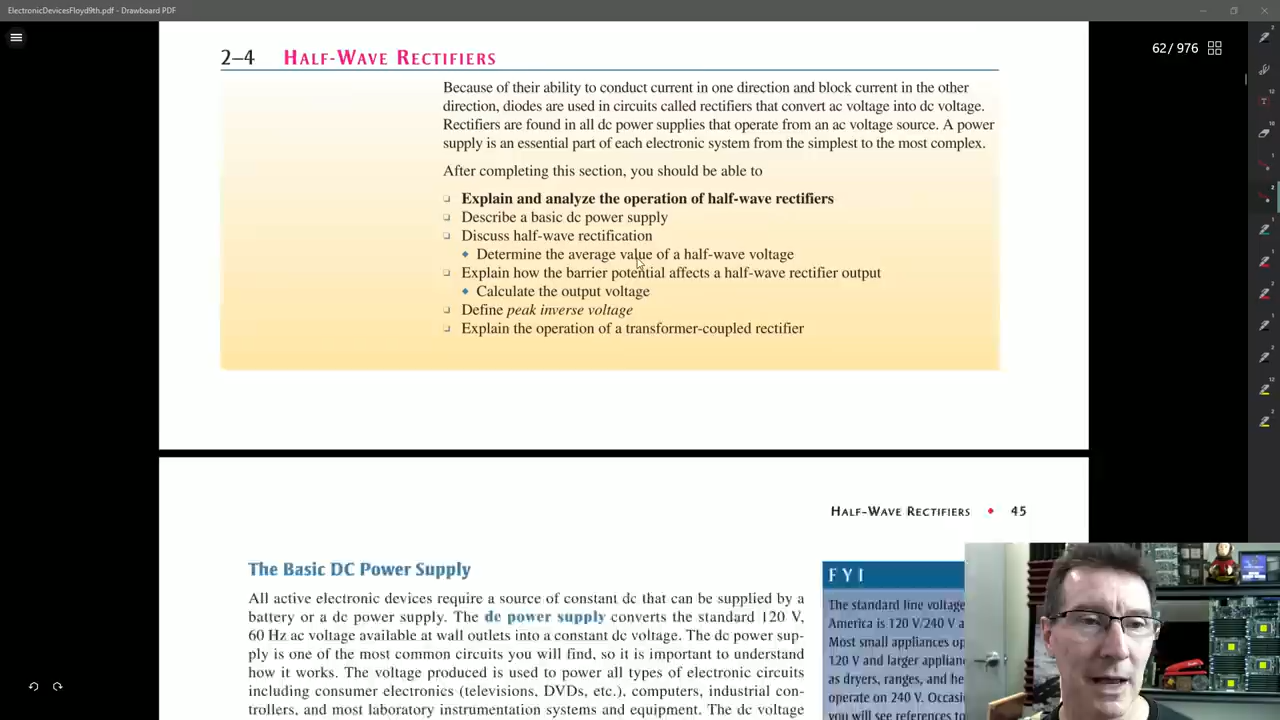 ElectronicDevicesFloyd9th.pdf - Drawboard PDF
62/ 976
2–4 HALF-WAVE RECTIFIERS
Because of their ability to conduct current in one direction and block current in the other
direction, diodes are used in circuits called rectifiers that convert ac voltage into dc voltage.
Rectifiers are found in all dc power supplies that operate from an ac voltage source. A power
supply is an essential part of each electronic system from the simplest to the most complex.
After completing this section, you should be able to
❏ Explain and analyze the operation of half-wave rectifiers
❏ Describe a basic dc power supply
❏ Discuss half-wave rectification
◆ Determine the average value of a half-wave voltage
❏ Explain how the barrier potential affects a half-wave rectifier output
◆ Calculate the output voltage
❏ Define peak inverse voltage
❏ Explain the operation of a transformer-coupled rectifier
HALF-WAVE RECTIFIERS ◆ 45
The Basic DC Power Supply
All active electronic devices require a source of constant dc that can be supplied by a
battery or a dc power supply. The dc power supply converts the standard 120 V,
60 Hz ac voltage available at wall outlets into a constant dc voltage. The dc power sup-
ply is one of the most common circuits you will find, so it is important to understand
how it works. The voltage produced is used to power all types of electronic circuits
including consumer electronics (televisions, DVDs, etc.), computers, industrial con-
trollers, and most laboratory instrumentation systems and equipment. The dc voltage
FYI
The standard line voltage
America is 120 V/240 V a
Most small appliances op
120 V and larger applian
as dryers, ranges, and he
operate on 240 V. Occasi
you will see references to